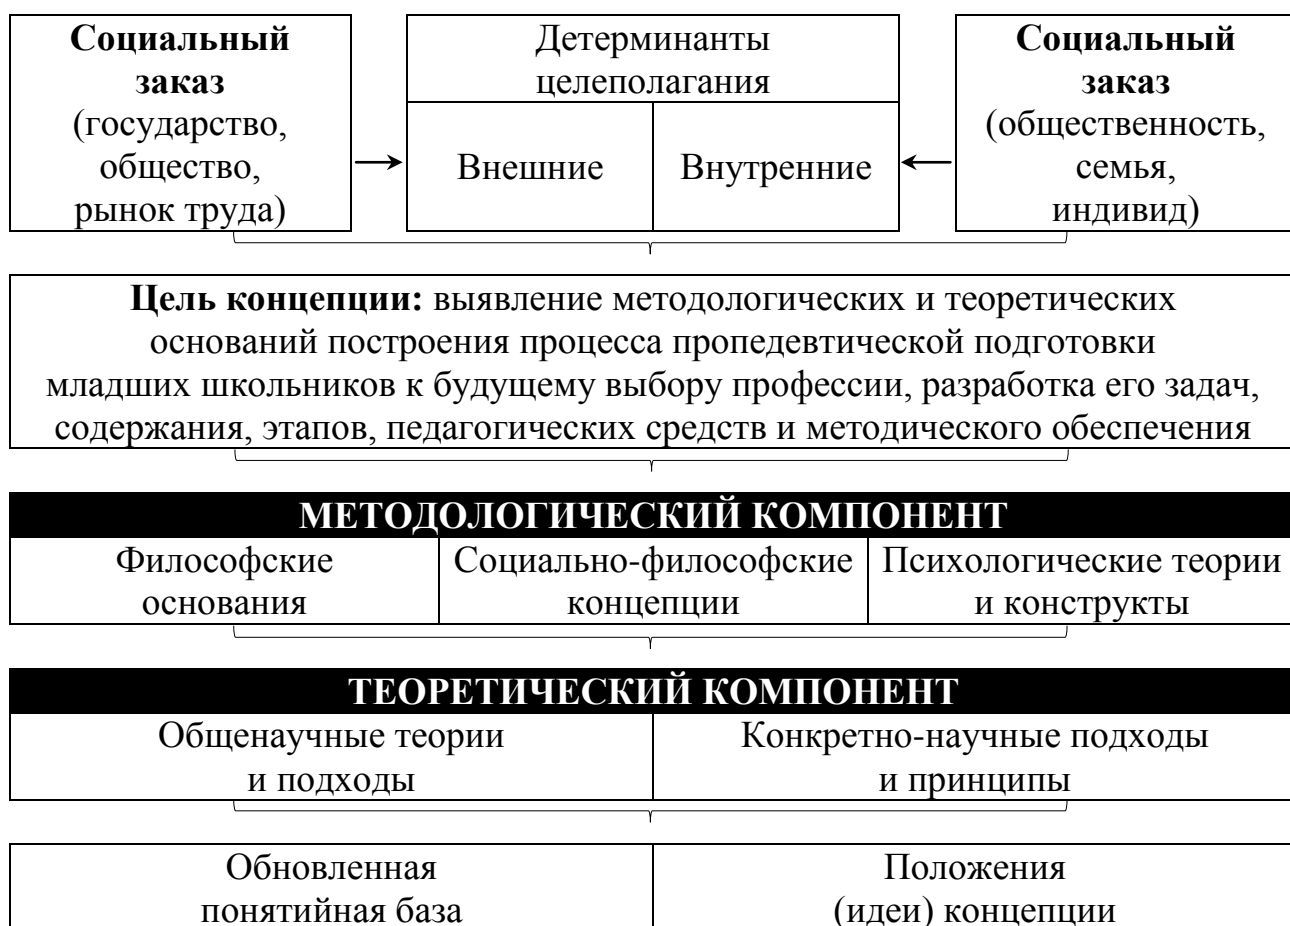 Социальный
заказ
(государство,
общество,
рынок труда)
Детерминанты
целеполагания
Внешние
Внутренние
Социальный
заказ
(общественность,
семья,
индивид)
Цель концепции: выявление методологических и теоретических
оснований построения процесса пропедевтической подготовки
младших школьников к будущему выбору профессии, разработка его задач,
содержания, этапов, педагогических средств и методического обеспечения
МЕТОДОЛОГИЧЕСКИЙ КОМПОНЕНТ
Философские
основания
Социально-философские
концепции
Психологические теории
и конструкты
ТЕОРЕТИЧЕСКИЙ КОМПОНЕНТ
Общенаучные теории
и подходы
Конкретно-научные подходы
и принципы
Обновленная
понятийная база
Положения
(идеи) концепции